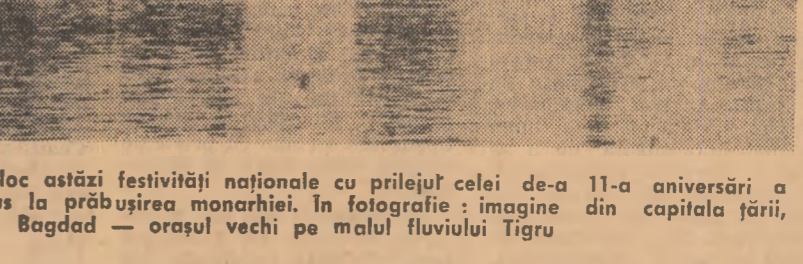 loc astăzi festivități naționale cu prilejul celei de-a 11-a aniversări a
la prăbușirea monarhiei. În fotografie : imagine din capitala țării,
Bagdad — orașul vechi pe malul fluviului Tigru